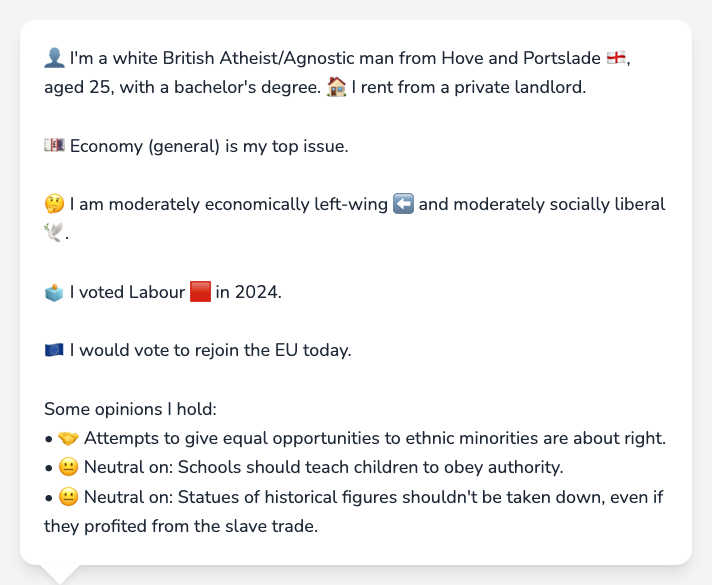 👤 I'm a white British Atheist/Agnostic man from Hove and Portslade 🏴󠁧󠁢󠁥󠁮󠁧󠁿,
aged 25, with a bachelor's degree. 🏠 I rent from a private landlord.
💷 Economy (general) is my top issue.
🤔 I am moderately economically left-wing ⬅️ and moderately socially liberal
🕊️.
🗳️ I voted Labour 🟥 in 2024.
🇪🇺 I would vote to rejoin the EU today.
Some opinions I hold:
• 🤝 Attempts to give equal opportunities to ethnic minorities are about right.
• 😐 Neutral on: Schools should teach children to obey authority.
• 😐 Neutral on: Statues of historical figures shouldn't be taken down, even if
they profited from the slave trade.